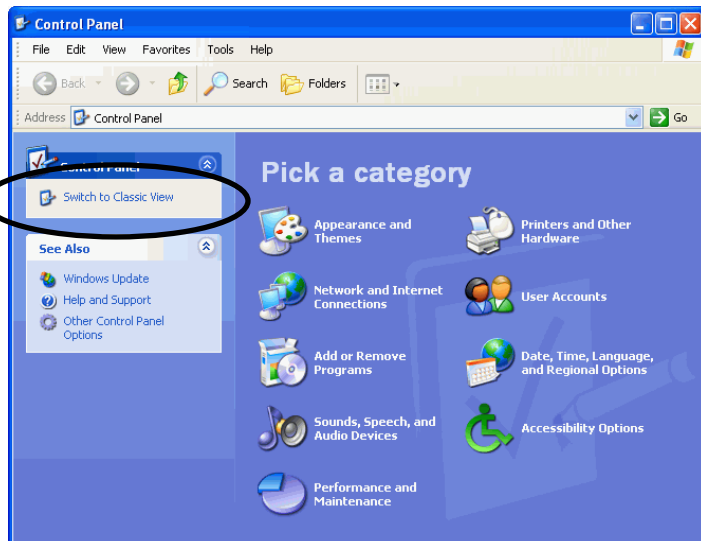 Control Panel
File Edit View Favorites Tools Help
Back Search Folders
Address Control Panel Go
Control Panel
Switch to Classic View
See Also
Windows Update
Help and Support
Other Control Panel
Options
Pick a category
Appearance and
Themes
Printers and Other
Hardware
Network and Internet
Connections
User Accounts
Add or Remove
Programs
Date, Time, Language,
and Regional Options
Sounds, Speech, and
Audio Devices
Accessibility Options
Performance and
Maintenance